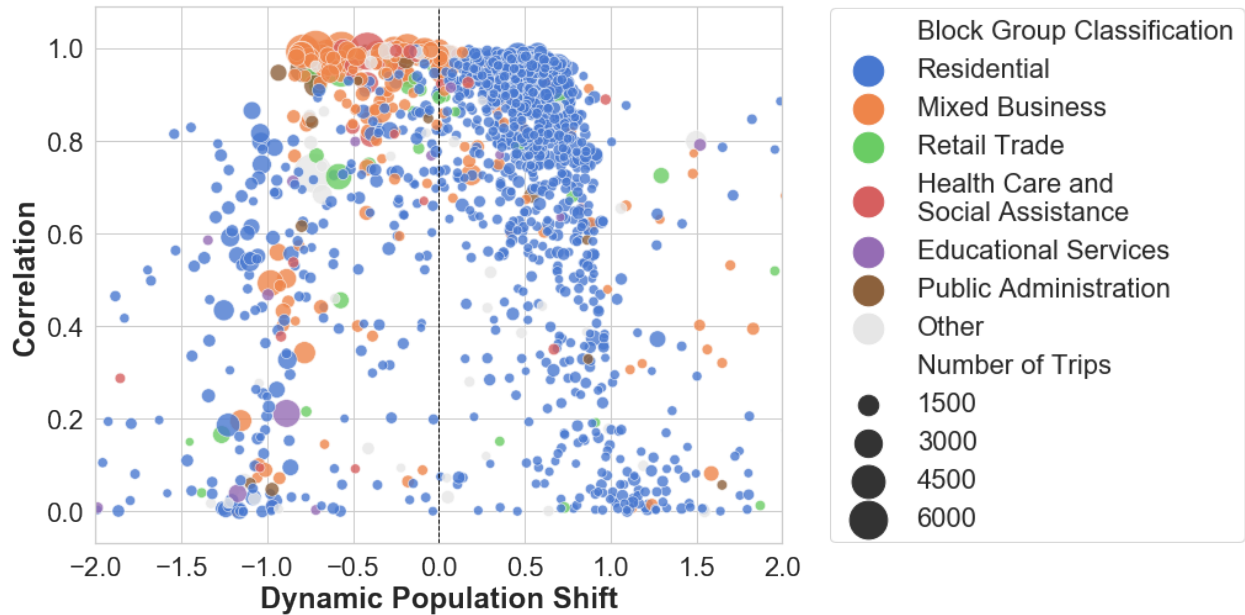 1.0
0.8
0.6
0.4
0.2
0.0
Correlation
−2.0 −1.5 −1.0 −0.5 0.0 0.5 1.0 1.5 2.0
Dynamic Population Shift
Block Group Classification
Residential
Mixed Business
Retail Trade
Health Care and
Social Assistance
Educational Services
Public Administration
Other
Number of Trips
1500
3000
4500
6000